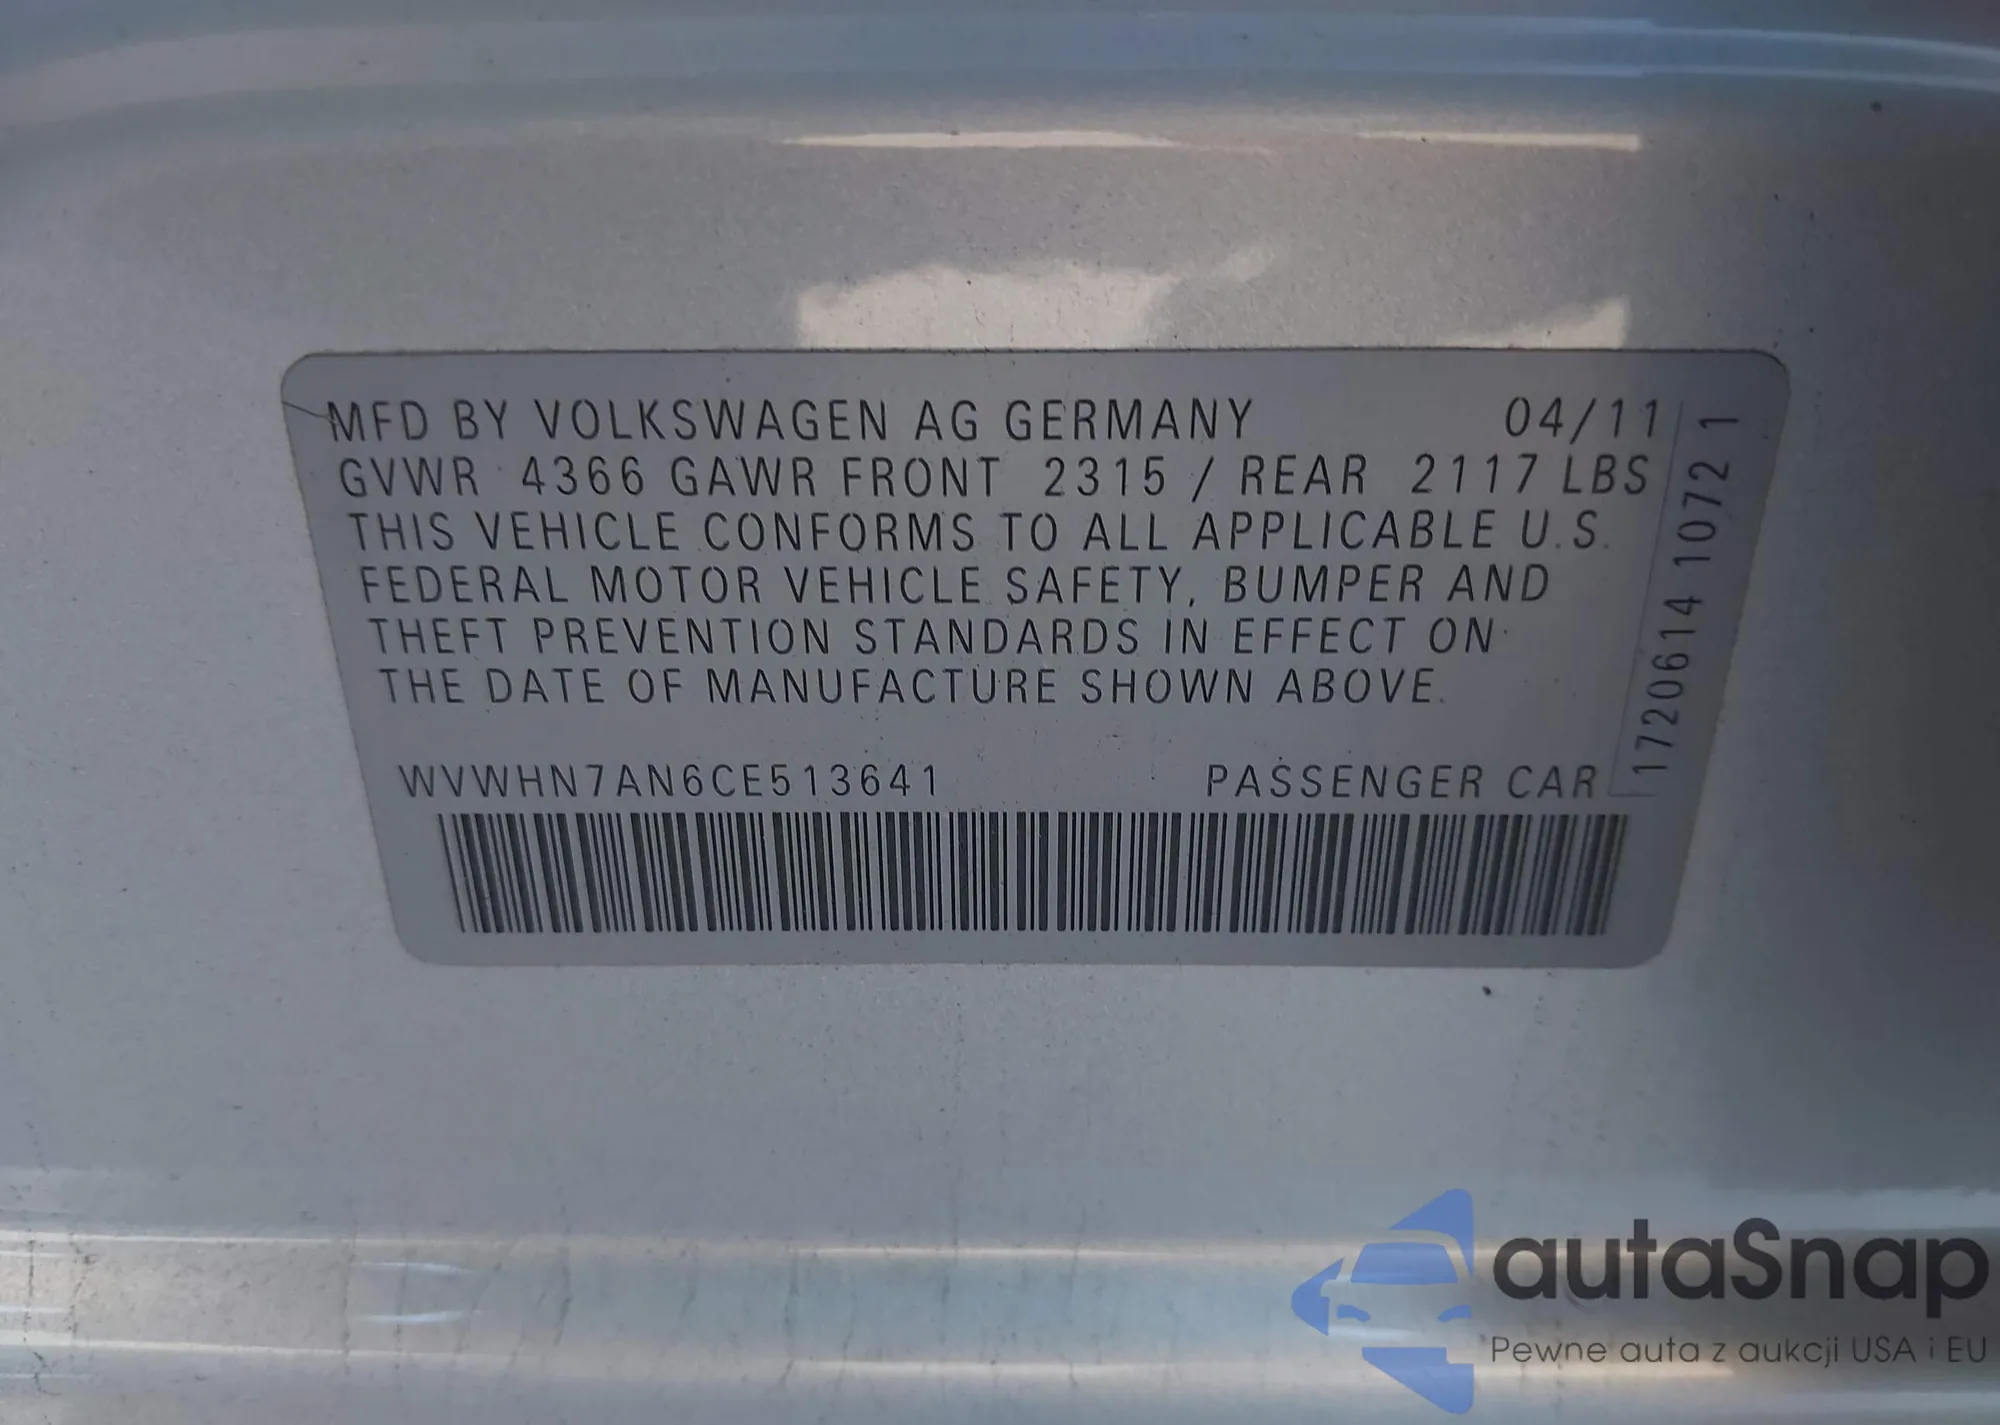 MFD BY VOLKSWAGEN AG GERMANY 04/11
GVWR 4366 GAWR FRONT 2315 / REAR 2117 LBS
THIS VEHICLE CONFORMS TO ALL APPLICABLE U.S.
FEDERAL MOTOR VEHICLE SAFETY, BUMPER AND
THEFT PREVENTION STANDARDS IN EFFECT ON
THE DATE OF MANUFACTURE SHOWN ABOVE.
WVWHN7AN6CE513641 PASSENGER CAR
1720614 1072 1
autaSnap
Pewne auta z aukcji USA i EU